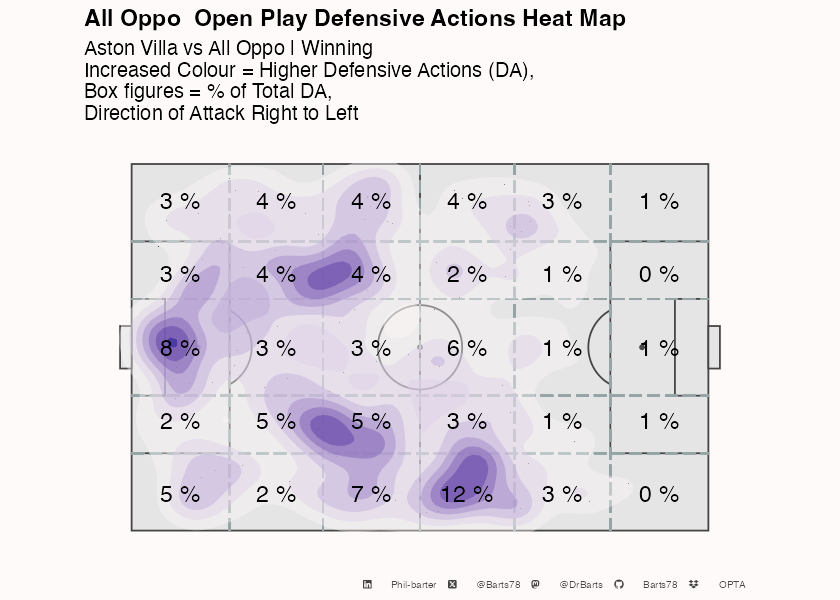 All Oppo  Open Play Defensive Actions Heat Map
Aston Villa vs All Oppo l Winning
Increased Colour = Higher Defensive Actions (DA),
Box figures = % of Total DA,
Direction of Attack Right to Left
3 % 4 % 4 % 4 % 3 % 1 %
3 % 4 % 4 % 2 % 1 % 0 %
8 % 3 % 3 % 6 % 1 % 1 %
2 % 5 % 5 % 3 % 1 % 1 %
5 % 2 % 7 % 12 % 3 % 0 %
Phil-barter @Barts78 @DrBarts Barts78 OPTA